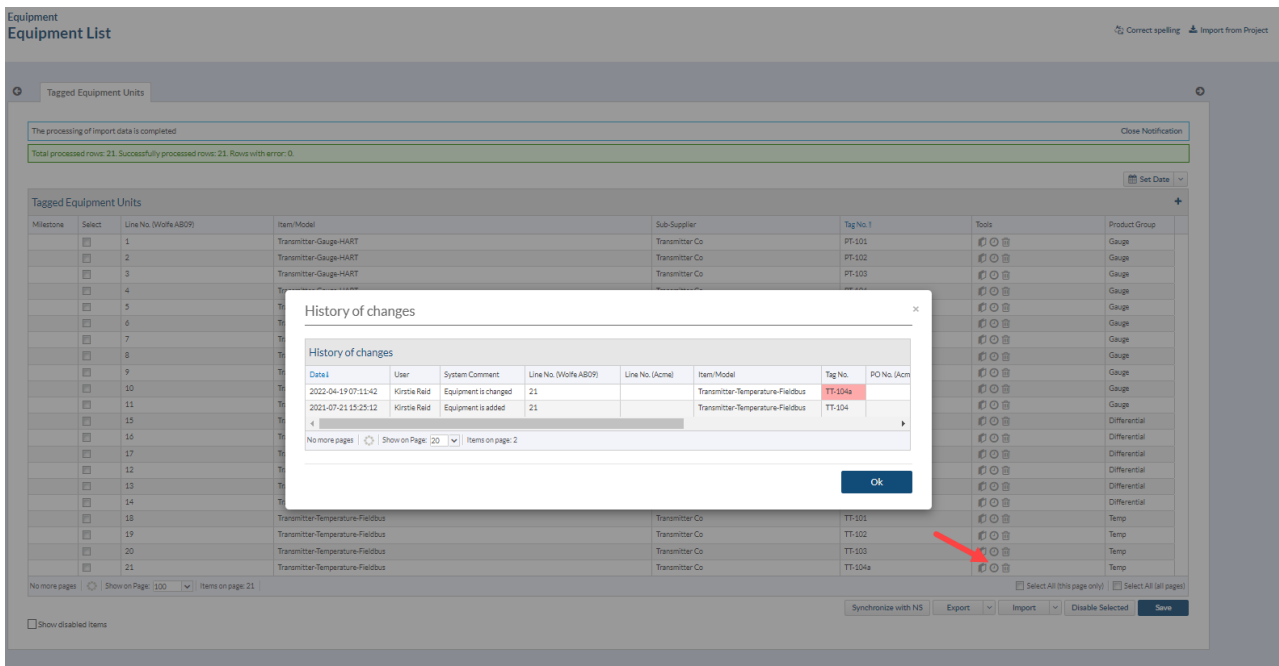 Equipment
Equipment List
Correct spelling Import from Project
Tagged Equipment Units
The processing of import data is completed Close Notification
Total processed rows: 21. Successfully processed rows: 21. Rows with error: 0.
Set Date
Tagged Equipment Units +
Milestone Select Line No. (Wolfe AB09) Item/Model Sub-Supplier Tag No. ↑ Tools Product Group
1 Transmitter-Gauge-HART Transmitter Co PT-101 Gauge
2 Transmitter-Gauge-HART Transmitter Co PT-102 Gauge
3 Transmitter-Gauge-HART Transmitter Co PT-103 Gauge
4 Gauge
5 Gauge
6 Gauge
7 Gauge
8 Gauge
9 Gauge
10 Gauge
11 Gauge
15 Differential
16 Differential
17 Differential
12 Differential
13 Differential
14 Differential
18 Transmitter-Temperature-Fieldbus Transmitter Co TT-101 Temp
19 Transmitter-Temperature-Fieldbus Transmitter Co TT-102 Temp
20 Transmitter-Temperature-Fieldbus Transmitter Co TT-103 Temp
21 Transmitter-Temperature-Fieldbus Transmitter Co TT-104a Temp
No more pages Show on Page: 100 Items on page: 21 Select All (this page only) Select All (all pages)
Synchronize with NS Export Import Disable Selected Save
Show disabled items
History of changes ×
History of changes
Date↓ User System Comment Line No. (Wolfe AB09) Line No. (Acme) Item/Model Tag No. PO No. (Acm
2022-04-19 07:11:42 Kirstie Reid Equipment is changed 21 Transmitter-Temperature-Fieldbus TT-104a
2021-07-21 15:25:12 Kirstie Reid Equipment is added 21 Transmitter-Temperature-Fieldbus TT-104
No more pages Show on Page: 20 Items on page: 2
Ok